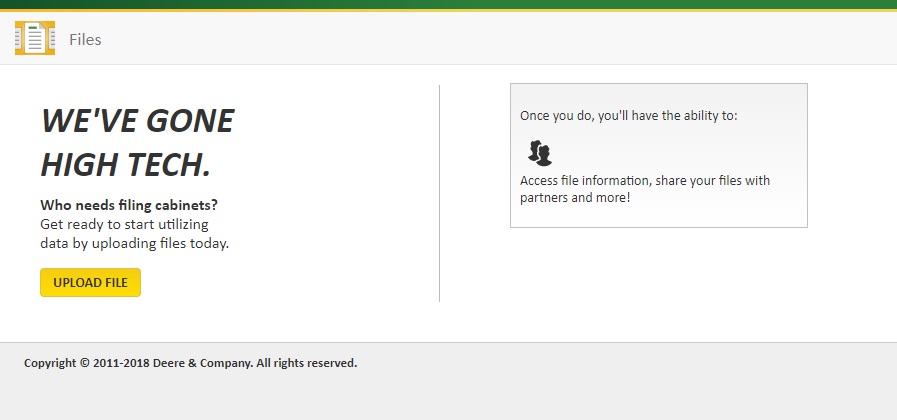 Files
WE'VE GONE
HIGH TECH.
Who needs filing cabinets?
Get ready to start utilizing
data by uploading files today.
UPLOAD FILE
Once you do, you'll have the ability to:
Access file information, share your files with
partners and more!
Copyright © 2011-2018 Deere & Company. All rights reserved.